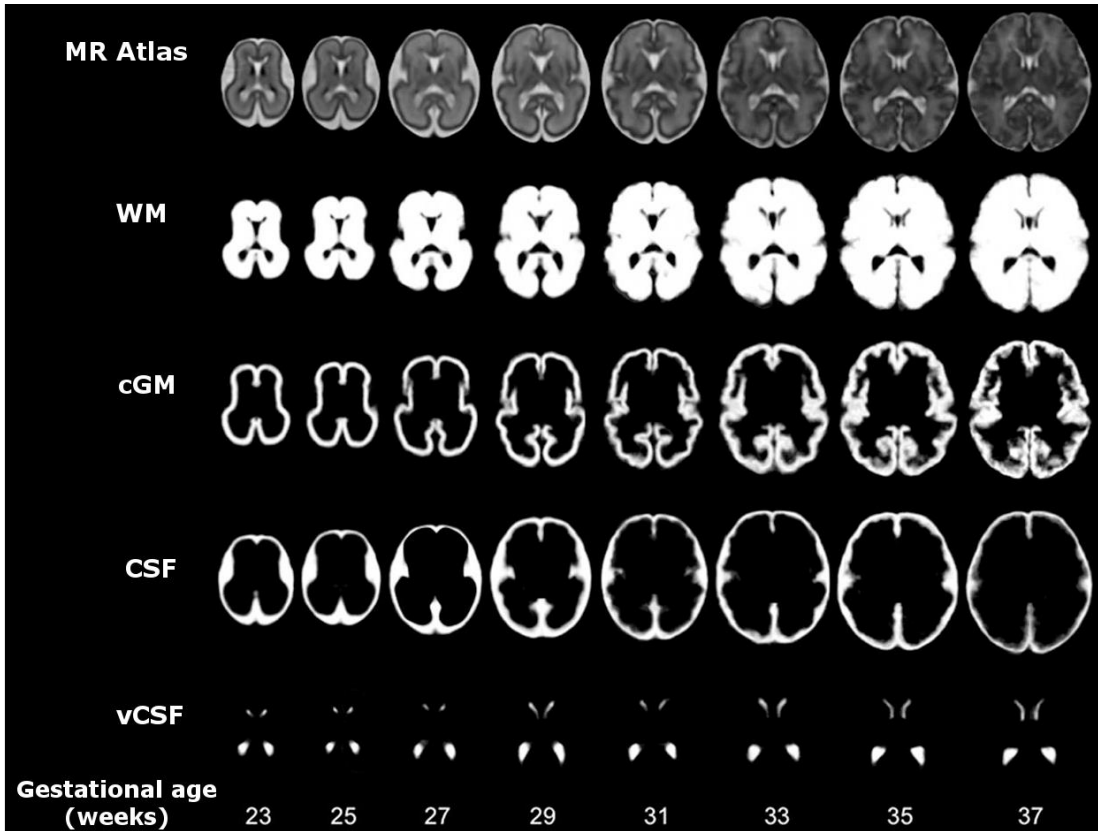 MR Atlas
WM
cGM
CSF
vCSF
Gestational age
(weeks)
23 25 27 29 31 33 35 37